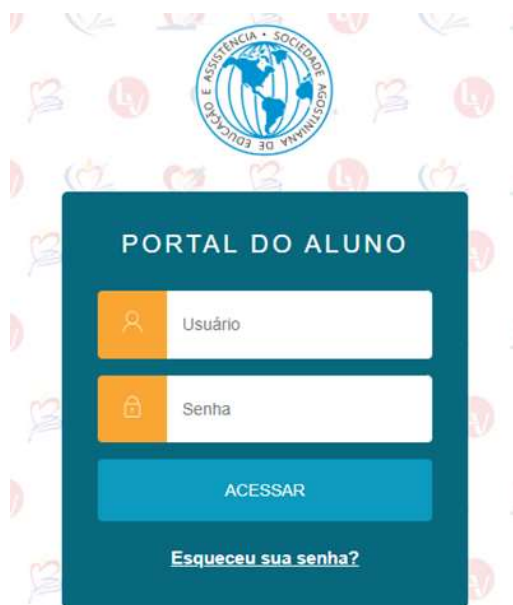 SOCIEDADE AGOSTINIANA DE EDUCAÇÃO E ASSISTÊNCIA •
PORTAL DO ALUNO
Usuário
Senha
ACESSAR
Esqueceu sua senha?